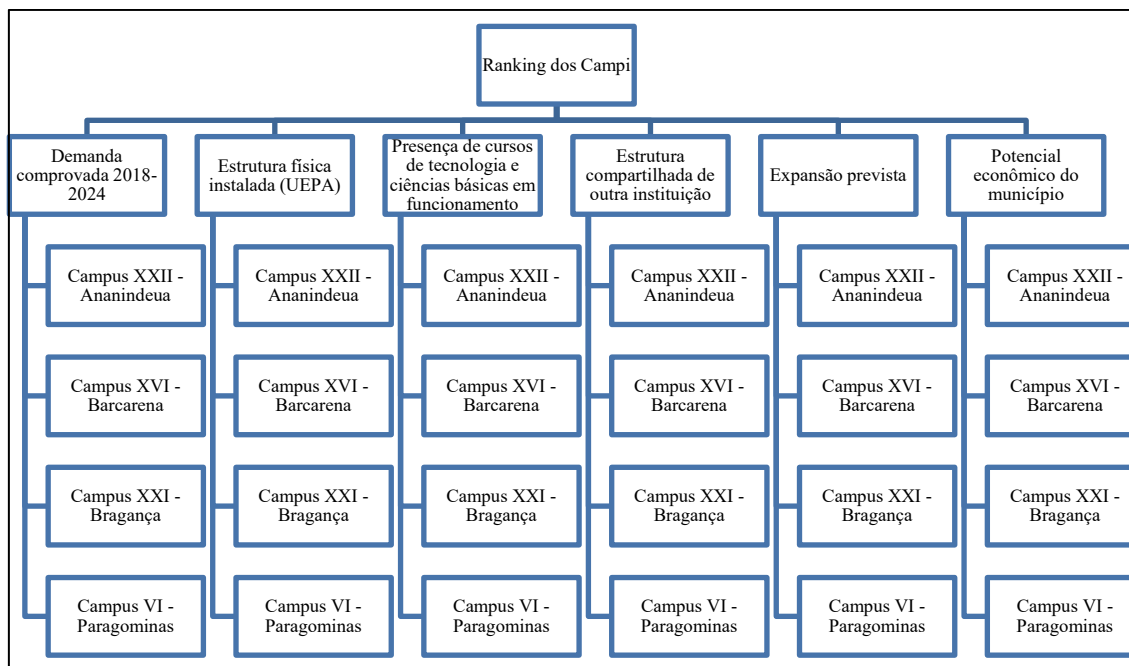 Ranking dos Campi
Demanda
comprovada 2018-
2024
Estrutura física
instalada (UEPA)
Presença de cursos
de tecnologia e
ciências básicas em
funcionamento
Estrutura
compartilhada de
outra instituição
Expansão prevista
Potencial
econômico do
município
Campus XXII -
Ananindeua
Campus XXII -
Ananindeua
Campus XXII -
Ananindeua
Campus XXII -
Ananindeua
Campus XXII -
Ananindeua
Campus XXII -
Ananindeua
Campus XVI -
Barcarena
Campus XVI -
Barcarena
Campus XVI -
Barcarena
Campus XVI -
Barcarena
Campus XVI -
Barcarena
Campus XVI -
Barcarena
Campus XXI -
Bragança
Campus XXI -
Bragança
Campus XXI -
Bragança
Campus XXI -
Bragança
Campus XXI -
Bragança
Campus XXI -
Bragança
Campus VI -
Paragominas
Campus VI -
Paragominas
Campus VI -
Paragominas
Campus VI -
Paragominas
Campus VI -
Paragominas
Campus VI -
Paragominas